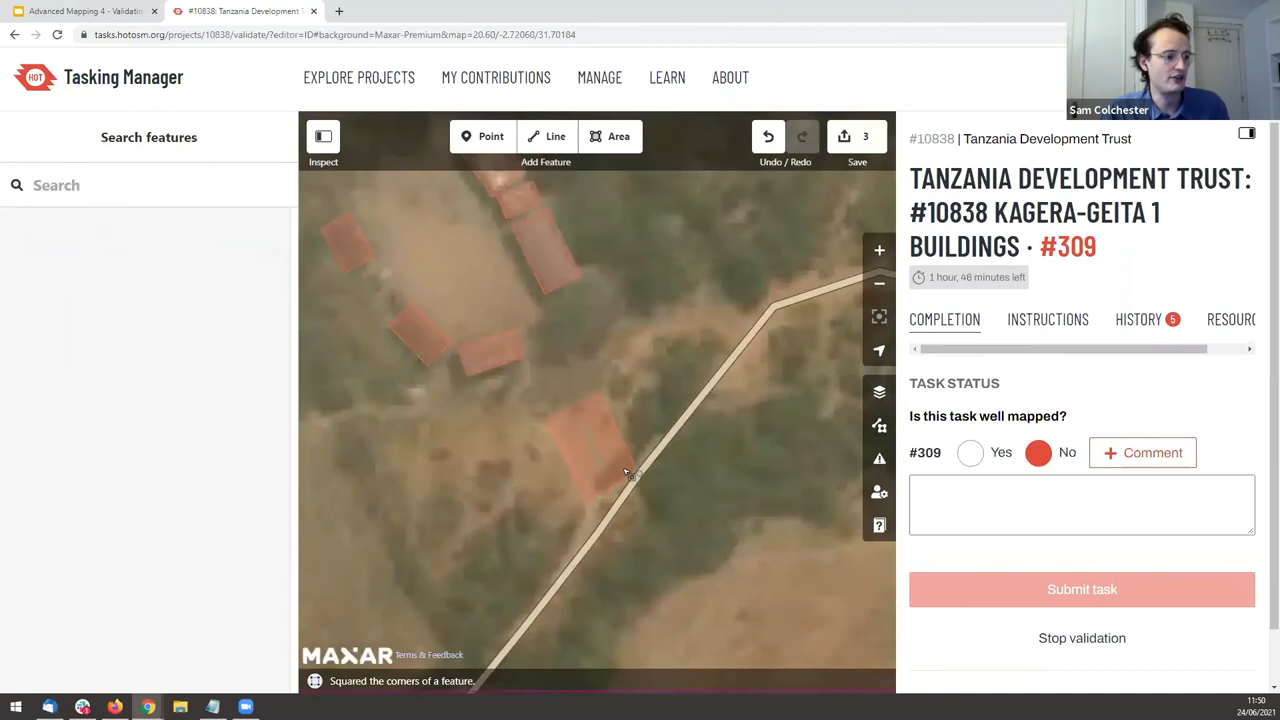 Advanced Mapping 4 - Validatio
#10838: Tanzania Development T
tasks.hotosm.org/projects/10838/validate/?editor=ID#background=Maxar-Premium&map=20.60/-2.72060/31.70184
HOT
Tasking Manager
EXPLORE PROJECTS
MY CONTRIBUTIONS
MANAGE
LEARN
ABOUT
Sam Colchester
Search features
Search
Inspect
Point
Line
Area
Add Feature
Undo / Redo
3
Save
#10838 | Tanzania Development Trust
TANZANIA DEVELOPMENT TRUST:
#10838 KAGERA-GEITA 1
BUILDINGS · #309
1 hour, 46 minutes left
COMPLETION
INSTRUCTIONS
HISTORY 5
RESOURC
TASK STATUS
Is this task well mapped?
#309
Yes
No
+ Comment
Submit task
Stop validation
MAXAR Terms & Feedback
Squared the corners of a feature.
11:50
24/06/2021